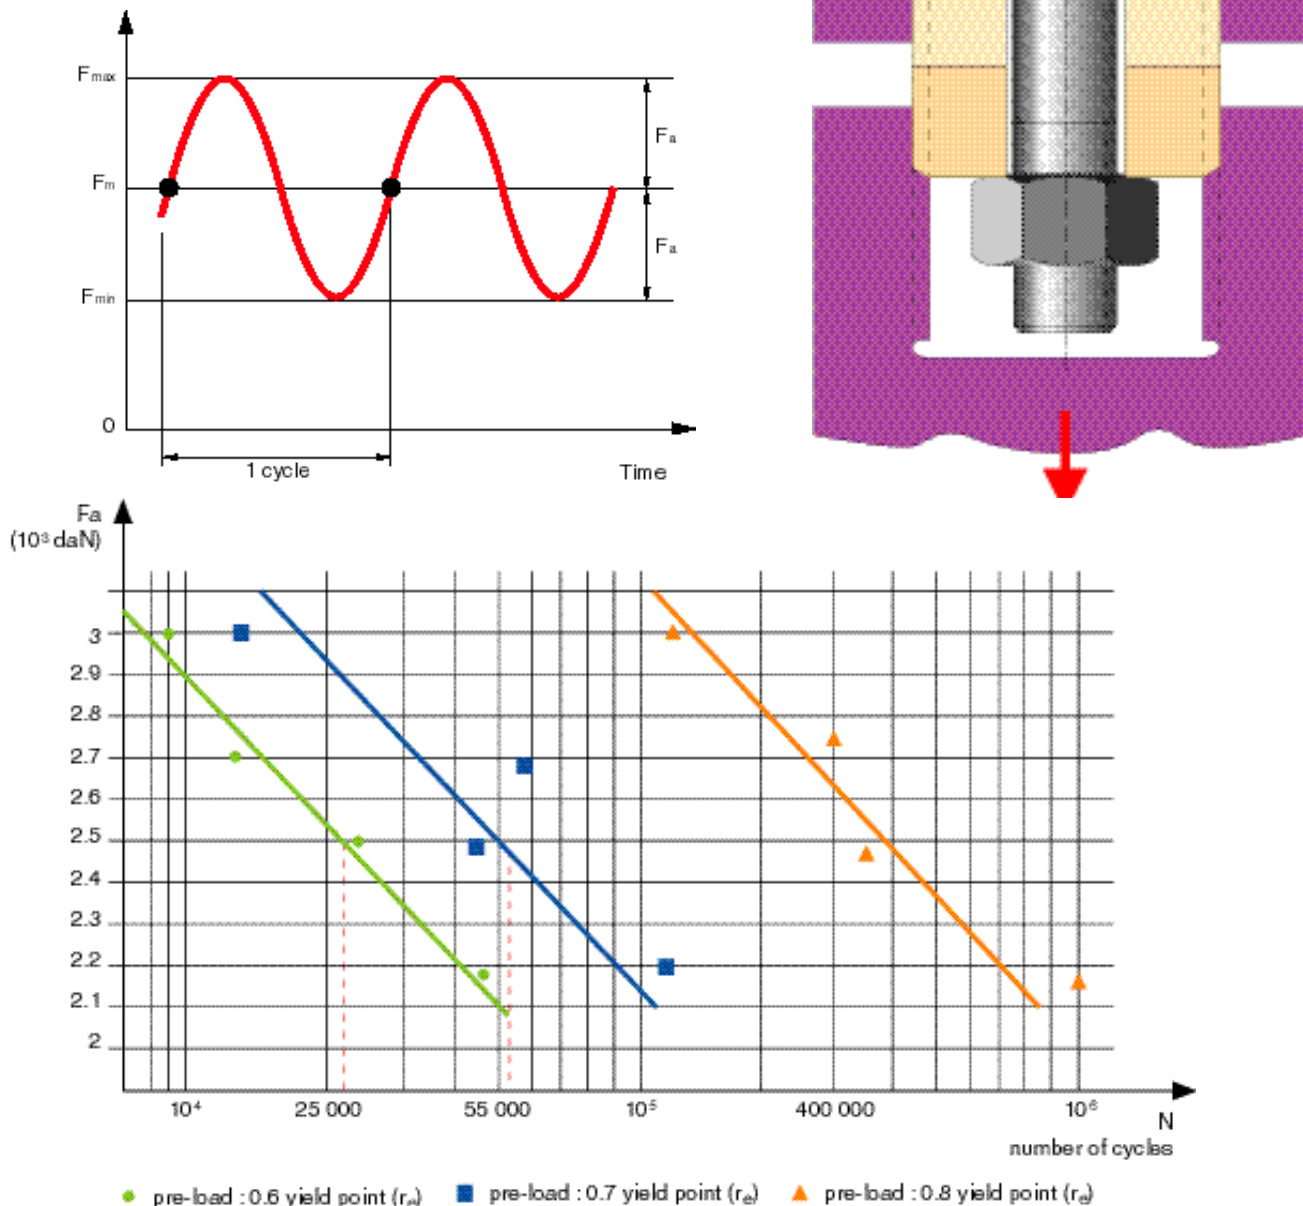 Fmax
Fa
Fm
Fa
Fmin
0
1 cycle
Time
Fa
(10³ daN)
3
2.9
2.8
2.7
2.6
2.5
2.4
2.3
2.2
2.1
2
10⁴ 25 000 55 000 10⁵ 400 000 10⁶
N
number of cycles
pre-load : 0.6 yield point (re) pre-load : 0.7 yield point (re) pre-load : 0.8 yield point (re)